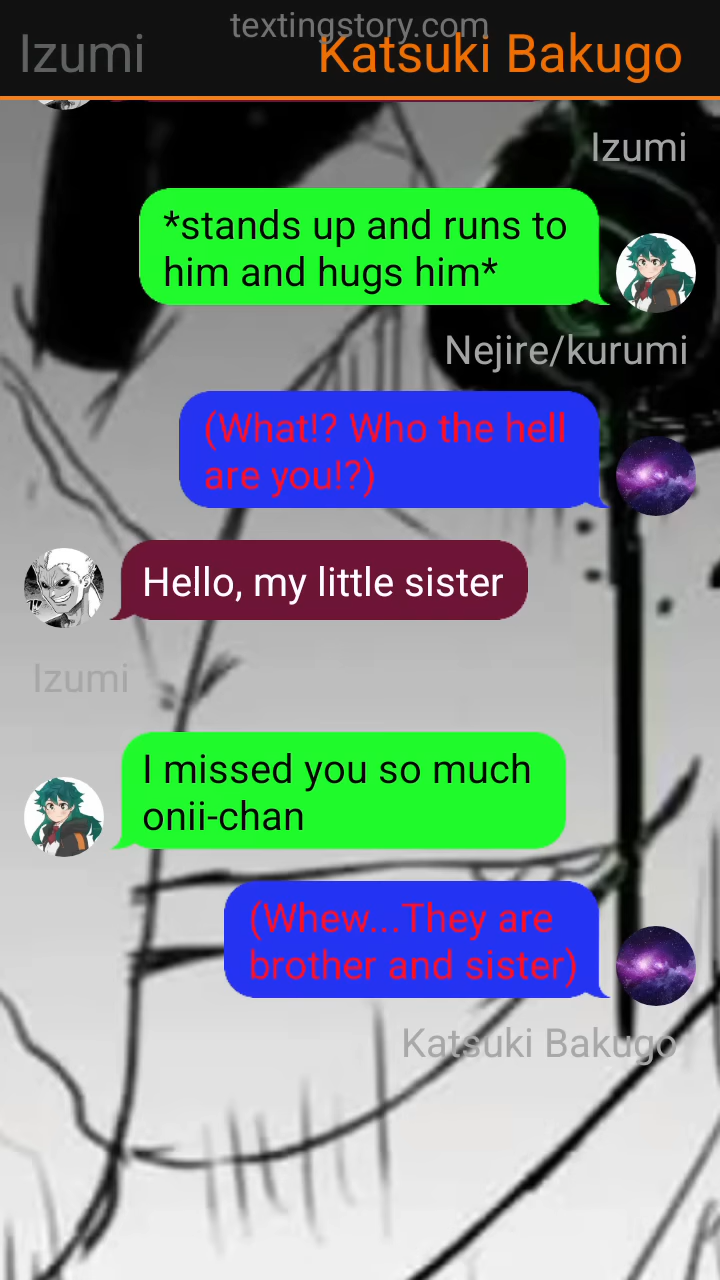 textingstory.com
Izumi
Katsuki Bakugo
Izumi
*stands up and runs to
him and hugs him*
Nejire/kurumi
(What!? Who the hell
are you!?)
Hello, my little sister
Izumi
I missed you so much
onii-chan
(Whew...They are
brother and sister)
Katsuki Bakugo